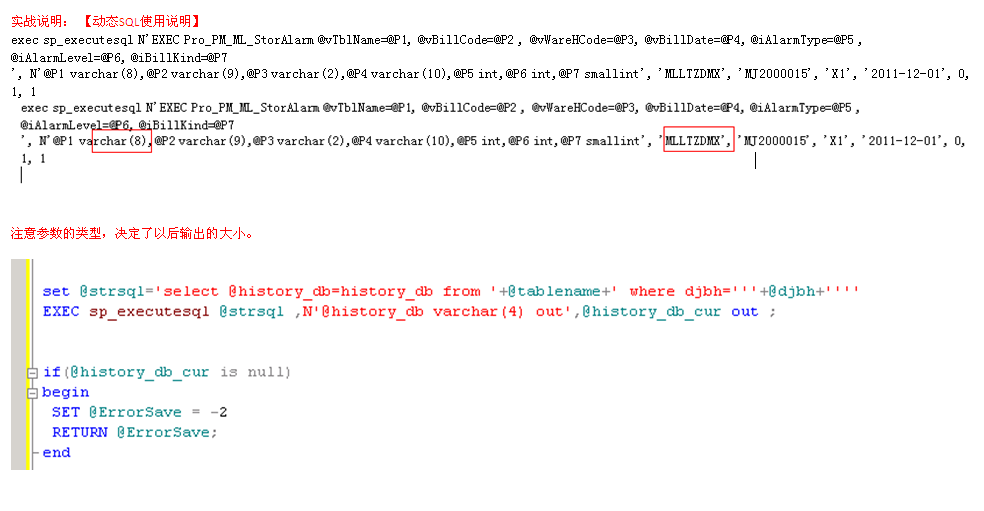 实战说明： 【动态SQL使用说明】
exec sp_executesql N'EXEC Pro_PM_ML_StorAlarm @vTblName=@P1, @vBillCode=@P2 , @vWareHCode=@P3, @vBillDate=@P4, @iAlarmType=@P5 ,
@iAlarmLevel=@P6, @iBillKind=@P7
', N'@P1 varchar(8),@P2 varchar(9),@P3 varchar(2),@P4 varchar(10),@P5 int,@P6 int,@P7 smallint', 'MLLTZDMX', 'MJ2000015', 'X1', '2011-12-01', 0,
1, 1
exec sp_executesql N'EXEC Pro_PM_ML_StorAlarm @vTblName=@P1, @vBillCode=@P2 , @vWareHCode=@P3, @vBillDate=@P4, @iAlarmType=@P5 ,
@iAlarmLevel=@P6, @iBillKind=@P7
', N'@P1 varchar(8),@P2 varchar(9),@P3 varchar(2),@P4 varchar(10),@P5 int,@P6 int,@P7 smallint', 'MLLTZDMX', 'MJ2000015', 'X1', '2011-12-01', 0,
1, 1
注意参数的类型，决定了以后输出的大小。
set @strsql='select @history_db=history_db from '+@tablename+' where djbh='''+@djbh+''''
EXEC sp_executesql @strsql ,N'@history_db varchar(4) out',@history_db_cur out ;
if(@history_db_cur is null)
begin
SET @ErrorSave = -2
RETURN @ErrorSave;
end